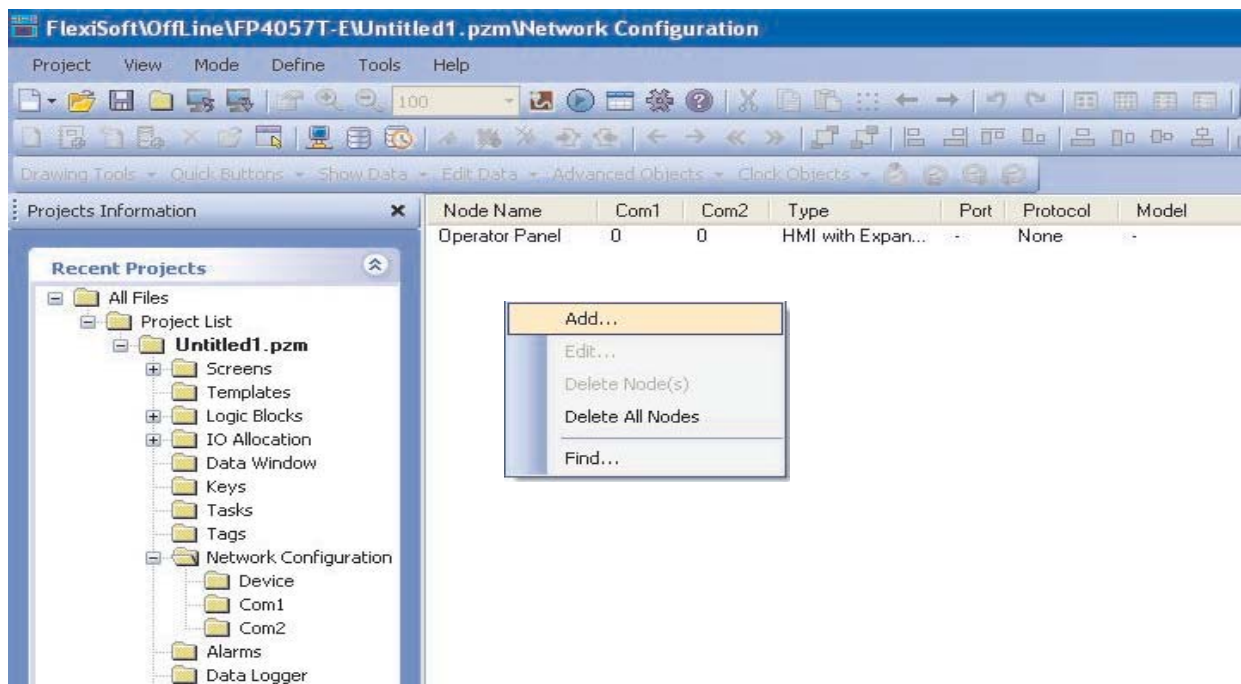 FlexiSoft\OffLine\FP4057T-E\Untitled1.pzm\Network Configuration
Project View Mode Define Tools Help
100
Drawing Tools Quick Buttons Show Data Edit Data Advanced Objects Clock Objects
Projects Information
Node Name Com1 Com2 Type Port Protocol Model
Operator Panel 0 0 HMI with Expan... - None -
Recent Projects
All Files
Project List
Untitled1.pzm
Screens
Templates
Logic Blocks
IO Allocation
Data Window
Keys
Tasks
Tags
Network Configuration
Device
Com1
Com2
Alarms
Data Logger
Add...
Edit...
Delete Node(s)
Delete All Nodes
Find...